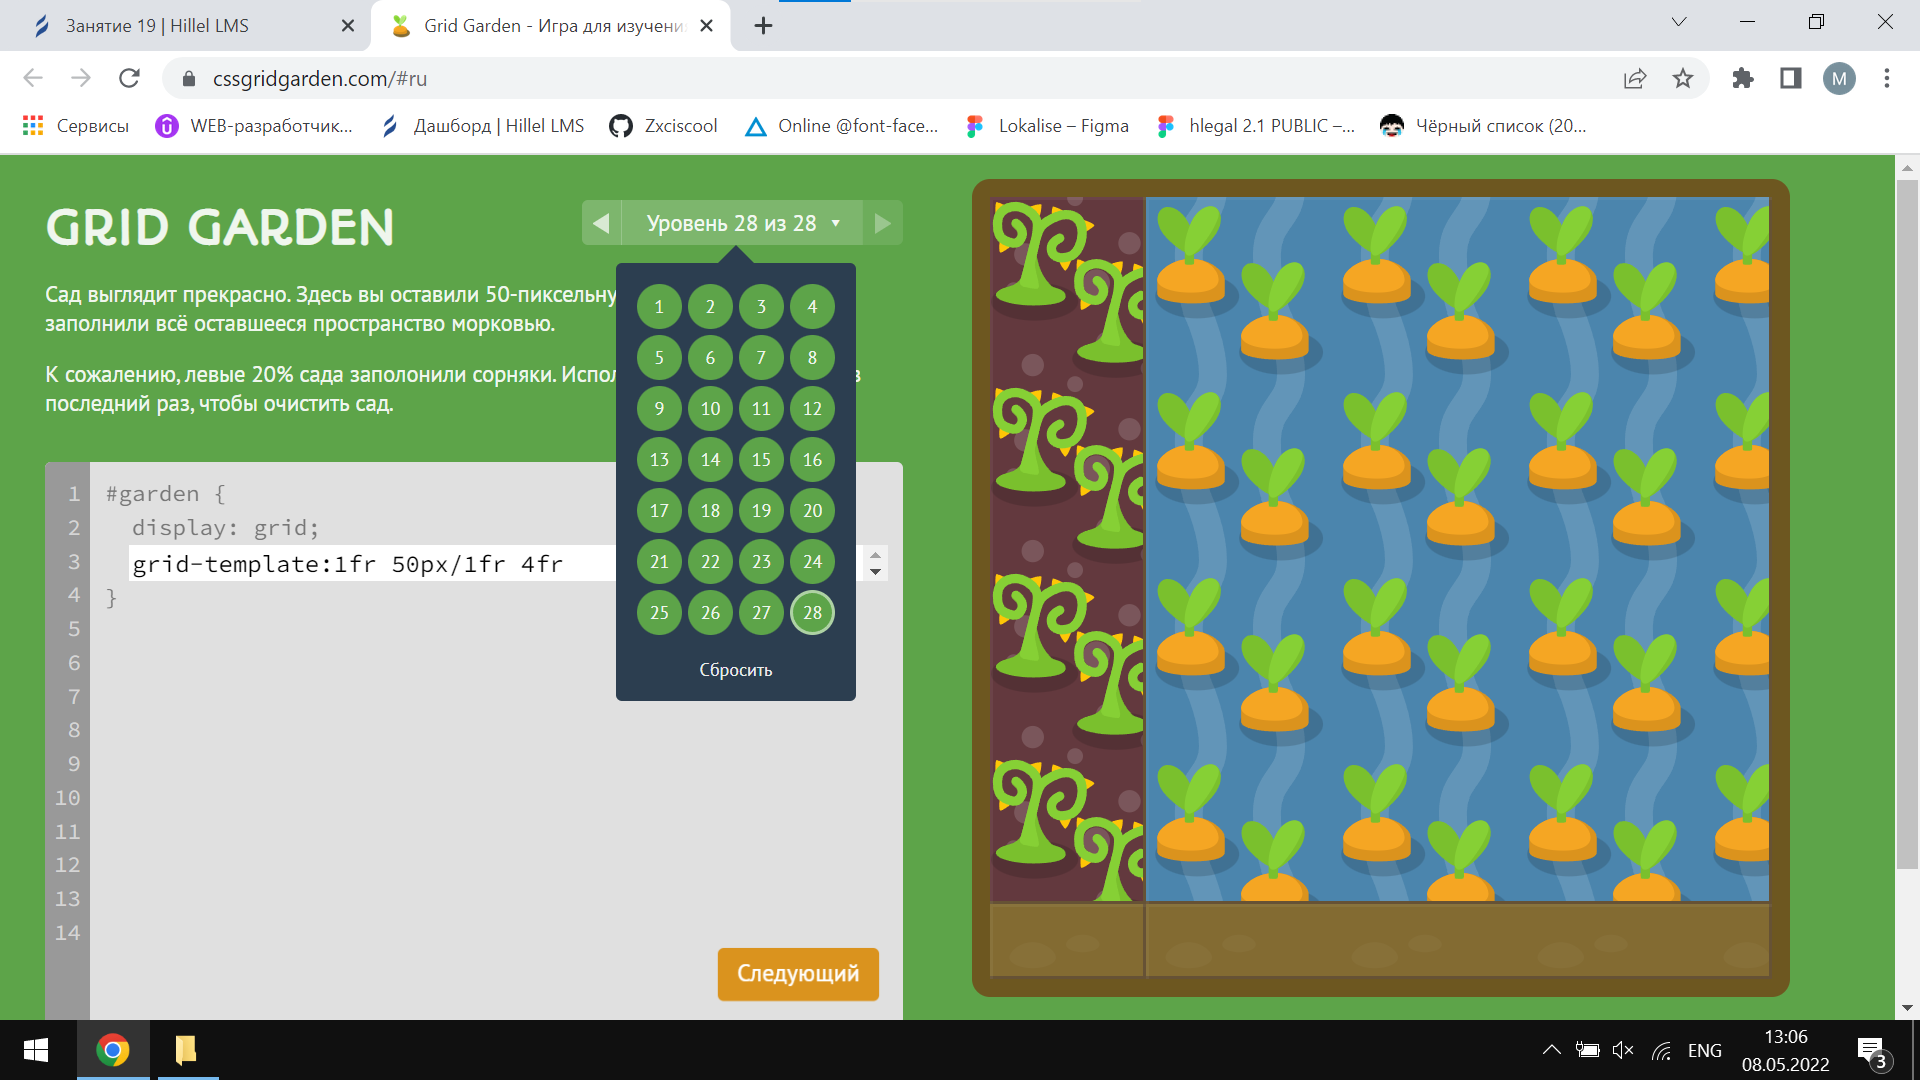 Занятие 19 | Hillel LMS
Grid Garden - Игра для изучени
cssgridgarden.com/#ru
M
Сервисы
WEB-разработчик...
Дашборд | Hillel LMS
Zxciscool
Online @font-face...
Lokalise – Figma
hlegal 2.1 PUBLIC –...
Чёрный список (20...
GRID GARDEN
Уровень 28 из 28
Сад выглядит прекрасно. Здесь вы оставили 50-пиксельну
заполнили всё оставшееся пространство морковью.
К сожалению, левые 20% сада заполонили сорняки. Испол в
последний раз, чтобы очистить сад.
1 2 3 4
5 6 7 8
9 10 11 12
13 14 15 16
17 18 19 20
21 22 23 24
25 26 27 28
Сбросить
1 #garden {
2 display: grid;
3 grid-template:1fr 50px/1fr 4fr
4 }
5
6
7
8
9
10
11
12
13
14
Следующий
ENG
13:06
08.05.2022
3